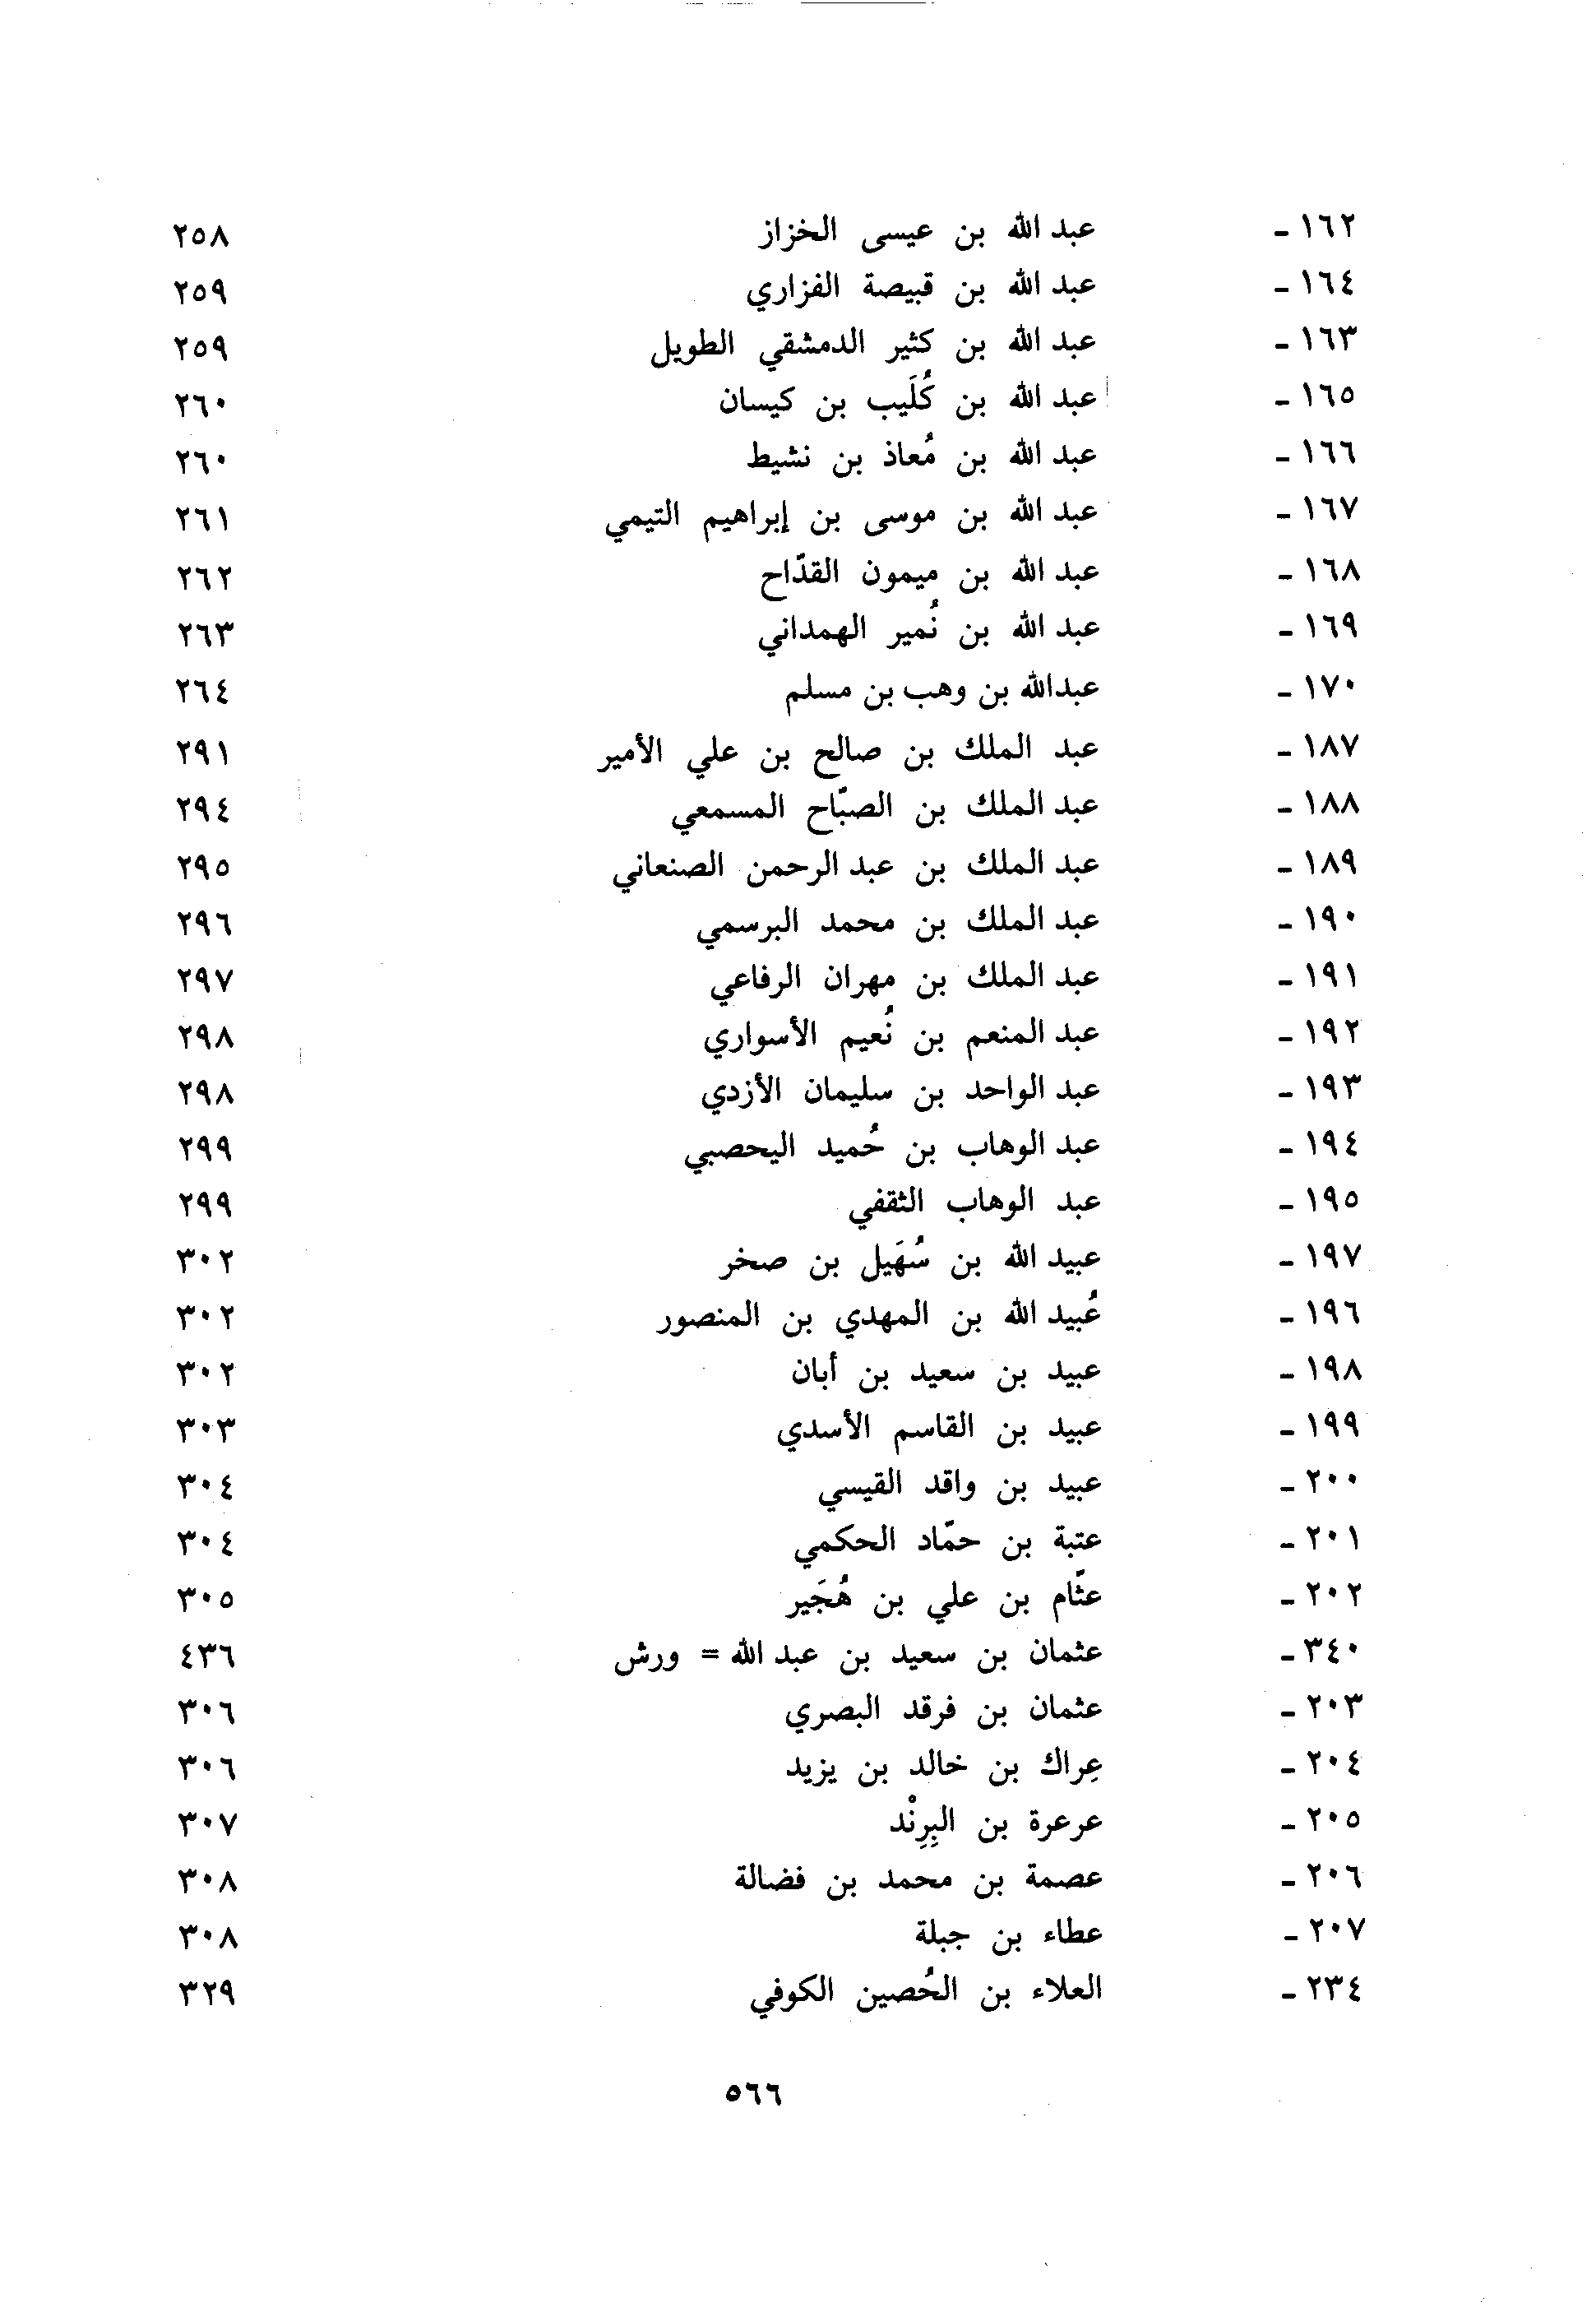 ١٦٢ - عبد الله بن عيسى الخزاز ٢٥٨
١٦٤ - عبد الله بن قبيصة الفزاري ٢٥٩
١٦٣ - عبد الله بن كثير الدمشقي الطويل ٢٥٩
١٦٥ - عبد الله بن كُلَيب بن كيسان ٢٦٠
١٦٦ - عبد الله بن مُعاذ بن نشيط ٢٦٠
١٦٧ - عبد الله بن موسى بن إبراهيم التيمي ٢٦١
١٦٨ - عبد الله بن ميمون القدّاح ٢٦٢
١٦٩ - عبد الله بن نُمير الهمداني ٢٦٣
١٧٠ - عبدالله بن وهب بن مسلم ٢٦٤
١٨٧ - عبد الملك بن صالح بن علي الأمير ٢٩١
١٨٨ - عبد الملك بن الصبّاح المسمعي ٢٩٤
١٨٩ - عبد الملك بن عبد الرحمن الصنعاني ٢٩٥
١٩٠ - عبد الملك بن محمد البرسمي ٢٩٦
١٩١ - عبد الملك بن مهران الرفاعي ٢٩٧
١٩٢ - عبد المنعم بن نُعيم الأسواري ٢٩٨
١٩٣ - عبد الواحد بن سليمان الأزدي ٢٩٨
١٩٤ - عبد الوهاب بن حُميد اليحصبي ٢٩٩
١٩٥ - عبد الوهاب الثقفي ٢٩٩
١٩٧ - عبيد الله بن سُهَيل بن صخر ٣٠٢
١٩٦ - عُبيد الله بن المهدي بن المنصور ٣٠٢
١٩٨ - عبيد بن سعيد بن أبان ٣٠٢
١٩٩ - عبيد بن القاسم الأسدي ٣٠٣
٢٠٠ - عبيد بن واقد القيسي ٣٠٤
٢٠١ - عتبة بن حمّاد الحكمي ٣٠٤
٢٠٢ - عثّام بن علي بن هُجَير ٣٠٥
٣٤٠ - عثمان بن سعيد بن عبد الله = ورش ٤٣٦
٢٠٣ - عثمان بن فرقد البصري ٣٠٦
٢٠٤ - عِراك بن خالد بن يزيد ٣٠٦
٢٠٥ - عرعرة بن البِرِنْد ٣٠٧
٢٠٦ - عصمة بن محمد بن فضالة ٣٠٨
٢٠٧ - عطاء بن جبلة ٣٠٨
٢٣٤ - العلاء بن الحُصين الكوفي ٣٢٩
٥٦٦